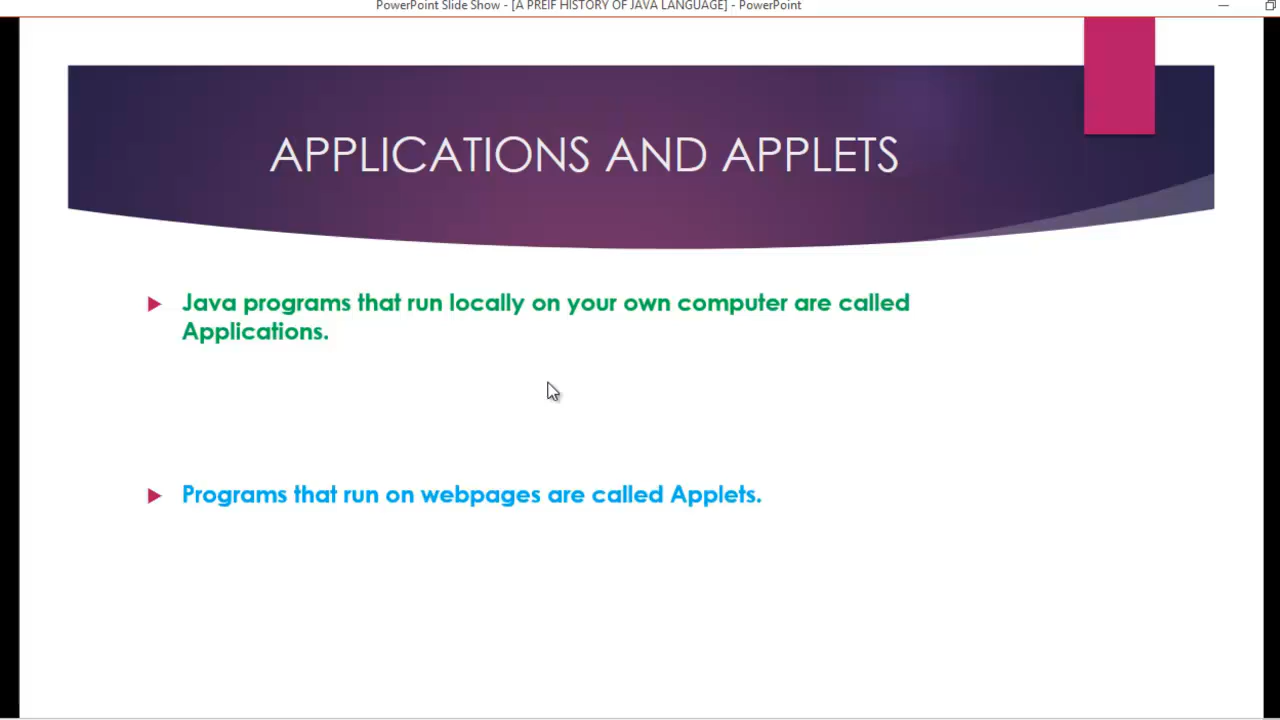 PowerPoint Slide Show - [A PREIF HISTORY OF JAVA LANGUAGE] - PowerPoint
APPLICATIONS AND APPLETS
Java programs that run locally on your own computer are called
Applications.
Programs that run on webpages are called Applets.